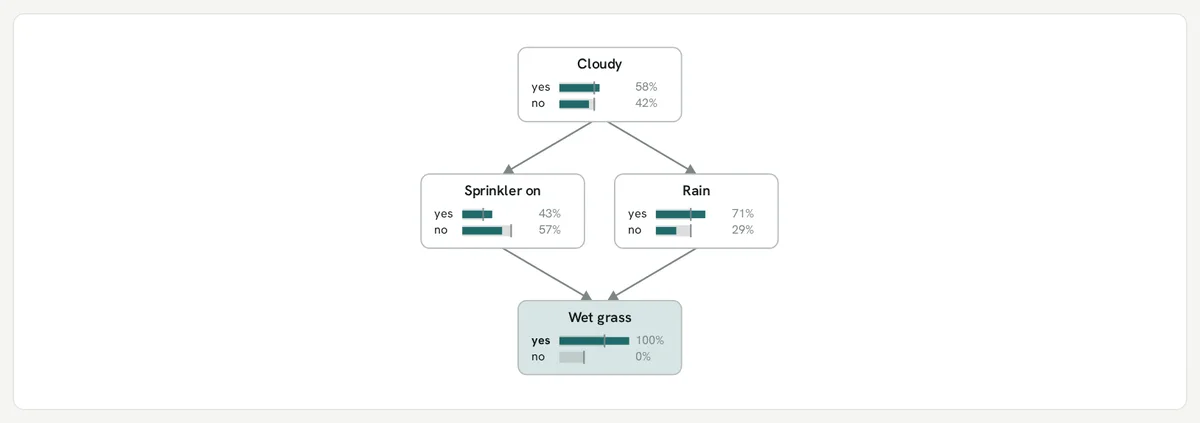 Cloudy
yes 58%
no 42%
Sprinkler on
yes 43%
no 57%
Rain
yes 71%
no 29%
Wet grass
yes 100%
no 0%